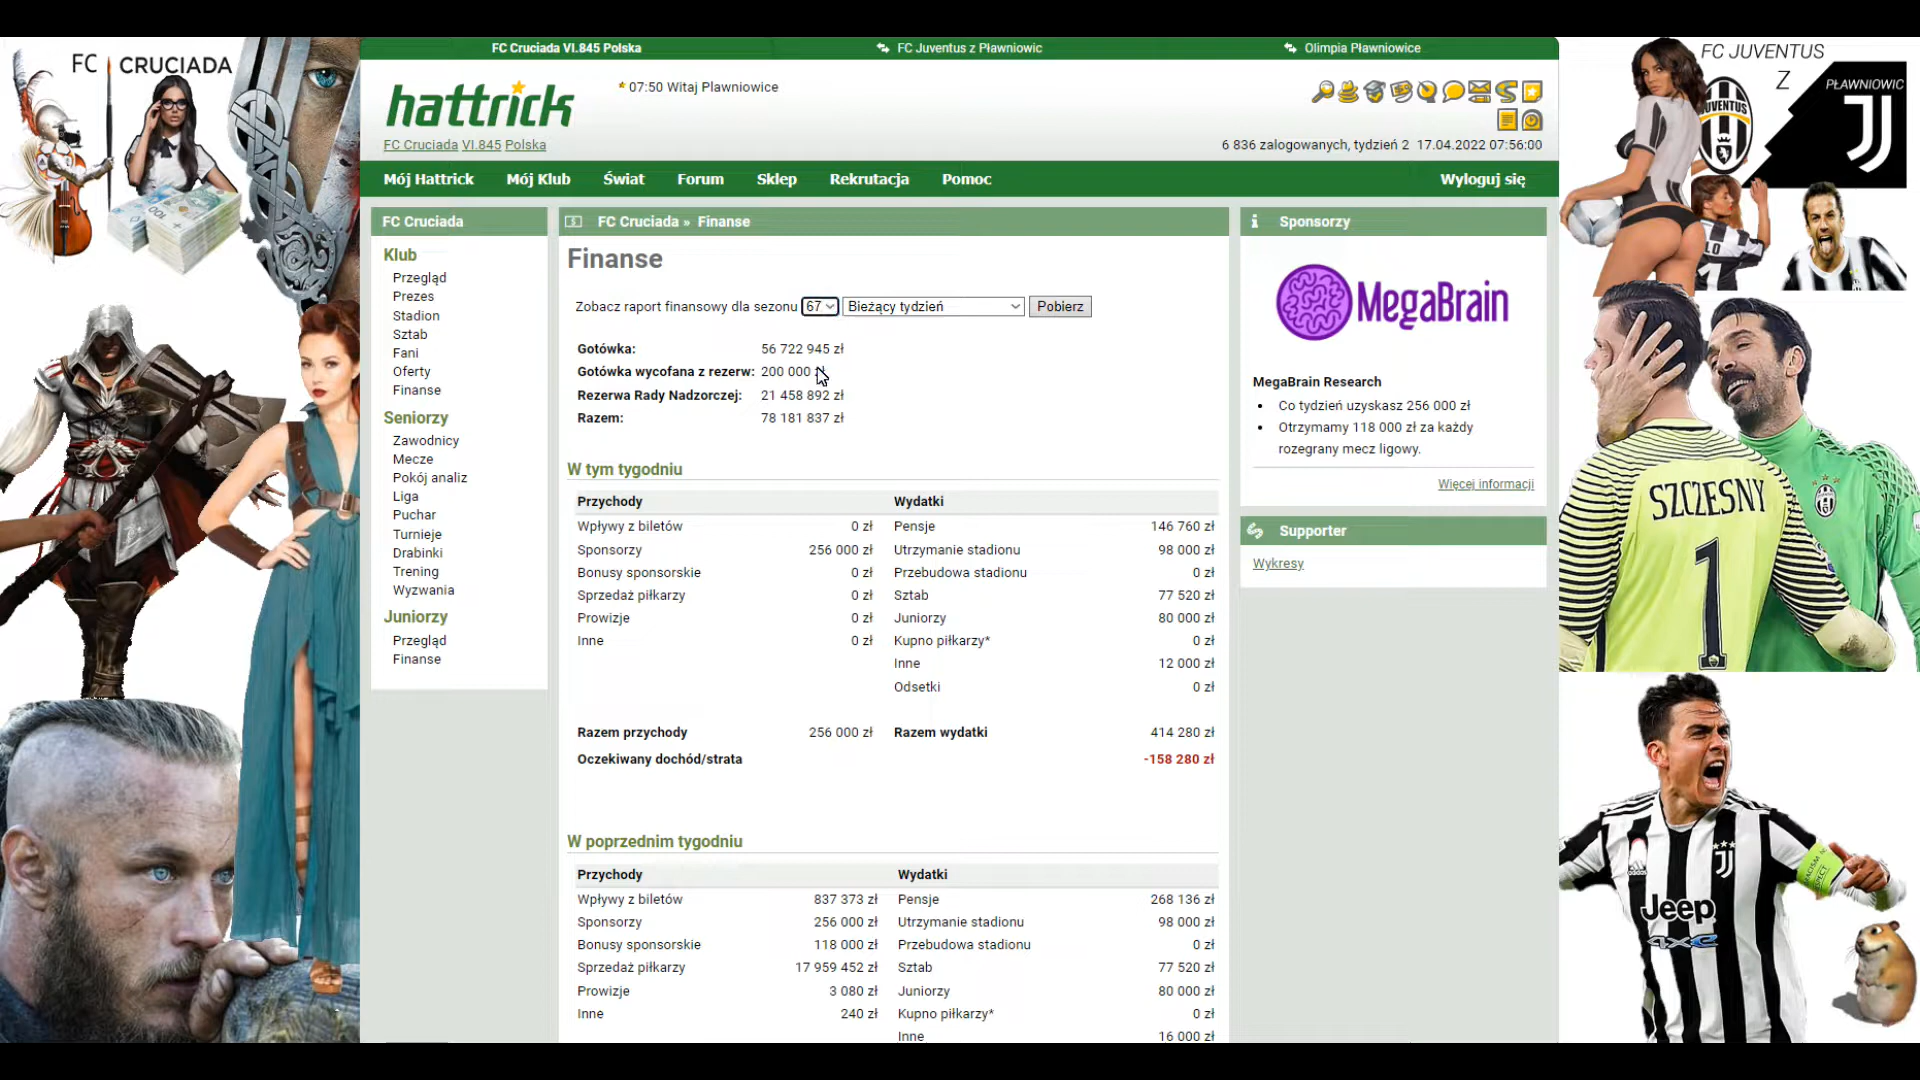 FC Cruciada VI.845 Polska
FC Juventus z Pławniowic
Olimpia Pławniowice
FC CRUCIADA
FC JUVENTUS
Z
PŁAWNIOWIC
JUVENTUS
hattrick
07:50 Witaj Plawniowice
FC Cruciada VI.845 Polska
6 836 zalogowanych, tydzień 2 17.04.2022 07:56:00
Mój Hattrick
Mój Klub
Świat
Forum
Sklep
Rekrutacja
Pomoc
Wyloguj się
FC Cruciada
Klub
Przegląd
Prezes
Stadion
Sztab
Fani
Oferty
Finanse
Seniorzy
Zawodnicy
Mecze
Pokój analiz
Liga
Puchar
Turnieje
Drabinki
Trening
Wyzwania
Juniorzy
Przegląd
Finanse
FC Cruciada » Finanse
Finanse
Zobacz raport finansowy dla sezonu 67 Bieżący tydzień Pobierz
Gotówka: 56 722 945 zł
Gotówka wycofana z rezerw: 200 000 zł
Rezerwa Rady Nadzorczej: 21 458 892 zł
Razem: 78 181 837 zł
W tym tygodniu
Przychody Wydatki
Wpływy z biletów 0 zł Pensje 146 760 zł
Sponsorzy 256 000 zł Utrzymanie stadionu 98 000 zł
Bonusy sponsorskie 0 zł Przebudowa stadionu 0 zł
Sprzedaż piłkarzy 0 zł Sztab 77 520 zł
Prowizje 0 zł Juniorzy 80 000 zł
Inne 0 zł Kupno piłkarzy* 0 zł
Inne 12 000 zł
Odsetki 0 zł
Razem przychody 256 000 zł Razem wydatki 414 280 zł
Oczekiwany dochód/strata -158 280 zł
W poprzednim tygodniu
Przychody Wydatki
Wpływy z biletów 837 373 zł Pensje 268 136 zł
Sponsorzy 256 000 zł Utrzymanie stadionu 98 000 zł
Bonusy sponsorskie 118 000 zł Przebudowa stadionu 0 zł
Sprzedaż piłkarzy 17 959 452 zł Sztab 77 520 zł
Prowizje 3 080 zł Juniorzy 80 000 zł
Inne 240 zł Kupno piłkarzy* 0 zł
Inne 16 000 zł
Sponsorzy
MegaBrain
MegaBrain Research
Co tydzień uzyskasz 256 000 zł
Otrzymamy 118 000 zł za każdy
rozegrany mecz ligowy.
Więcej informacji
Supporter
Wykresy
SZCZESNY
1
Jeep
4xe